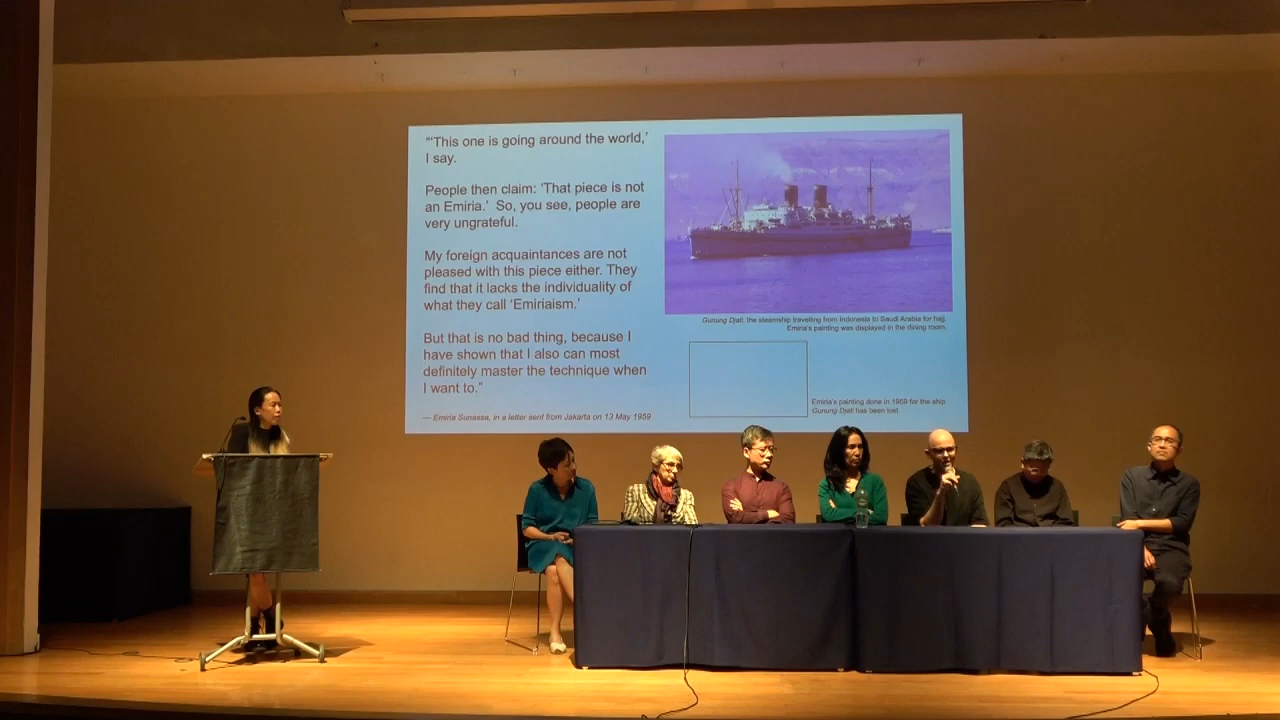 “‘This one is going around the world,’
I say.
People then claim: ‘That piece is not
an Emiria.’ So, you see, people are
very ungrateful.
My foreign acquaintances are not
pleased with this piece either. They
find that it lacks the individuality of
what they call ‘Emiriaism.’
But that is no bad thing, because I
have shown that I also can most
definitely master the technique when
I want to.”
— Emiria Sunassa, in a letter sent from Jakarta on 13 May 1959
Gunung Djati, the steamship travelling from Indonesia to Saudi Arabia for hajj.
Emiria’s painting was displayed in the dining room.
Emiria’s painting done in 1959 for the ship
Gunung Djati has been lost.